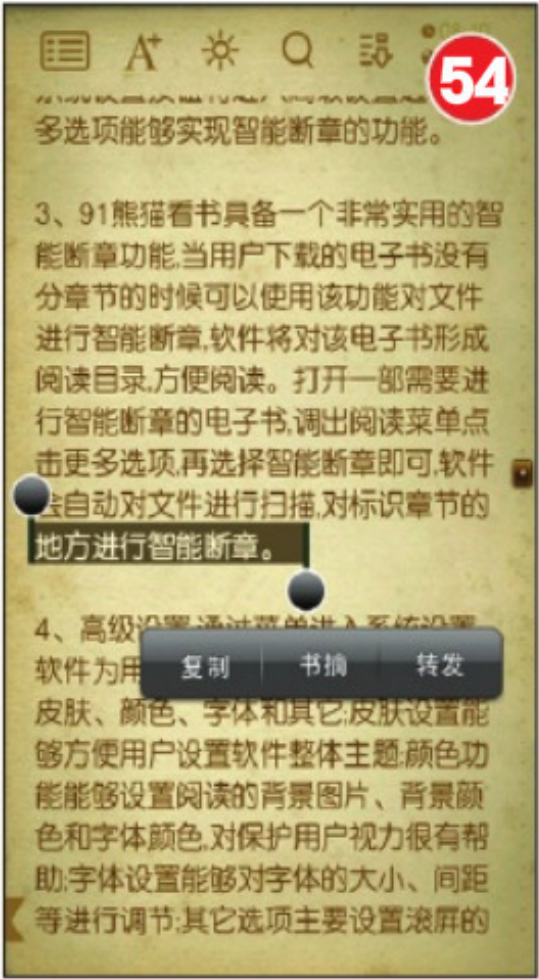 A+
54
多选项能够实现智能断章的功能。
3、91熊猫看书具备一个非常实用的智
能断章功能,当用户下载的电子书没有
分章节的时候可以使用该功能对文件
进行智能断章,软件将对该电子书形成
阅读目录,方便阅读。打开一部需要进
行智能断章的电子书,调出阅读菜单点
击更多选项,再选择智能断章即可,软件
会自动对文件进行扫描,对标识章节的
地方进行智能断章。
4、高级设置,通过菜单进入系统设置
软件为用
复制 书摘 转发
皮肤、颜色、字体和其它;皮肤设置能
够方便用户设置软件整体主题;颜色功
能能够设置阅读的背景图片、背景颜
色和字体颜色,对保护用户视力很有帮
助;字体设置能够对字体的大小、间距
等进行调节;其它选项主要设置滚屏的